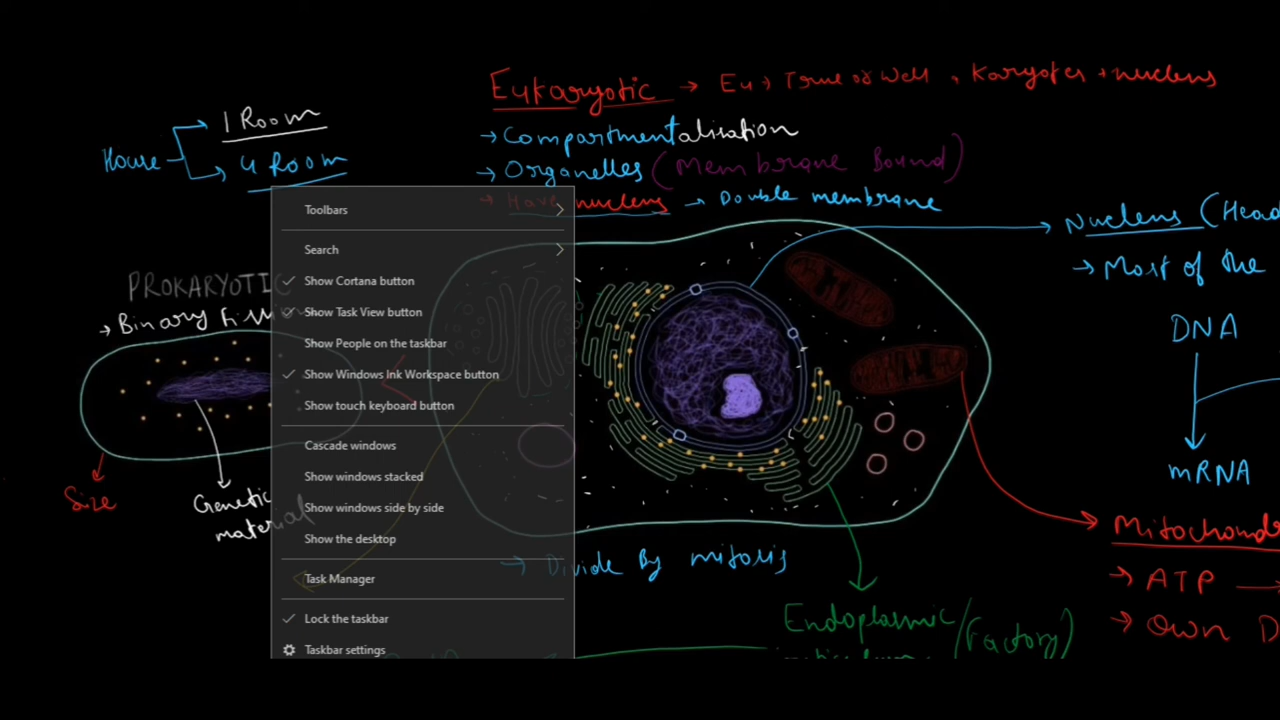 Eukaryotic → Eu → True or Well , Karyotes → nucleus
House
1 Room
4 Room
→ Compartmentalisation
→ Organelles (Membrane Bound)
→ Have nucleus → Double membrane
Nucleus (Head
→ Most of the
DNA
mRNA
PROKARYOTIC
→ Binary
Size
Genetic
material
Toolbars
Search
Show Cortana button
Show Task View button
Show People on the taskbar
Show Windows Ink Workspace button
Show touch keyboard button
Cascade windows
Show windows stacked
Show windows side by side
Show the desktop
Task Manager
Lock the taskbar
Taskbar settings
→ Divide By mitosis
Endoplasmic / Factory)
Mitochond
→ ATP
→ Own D